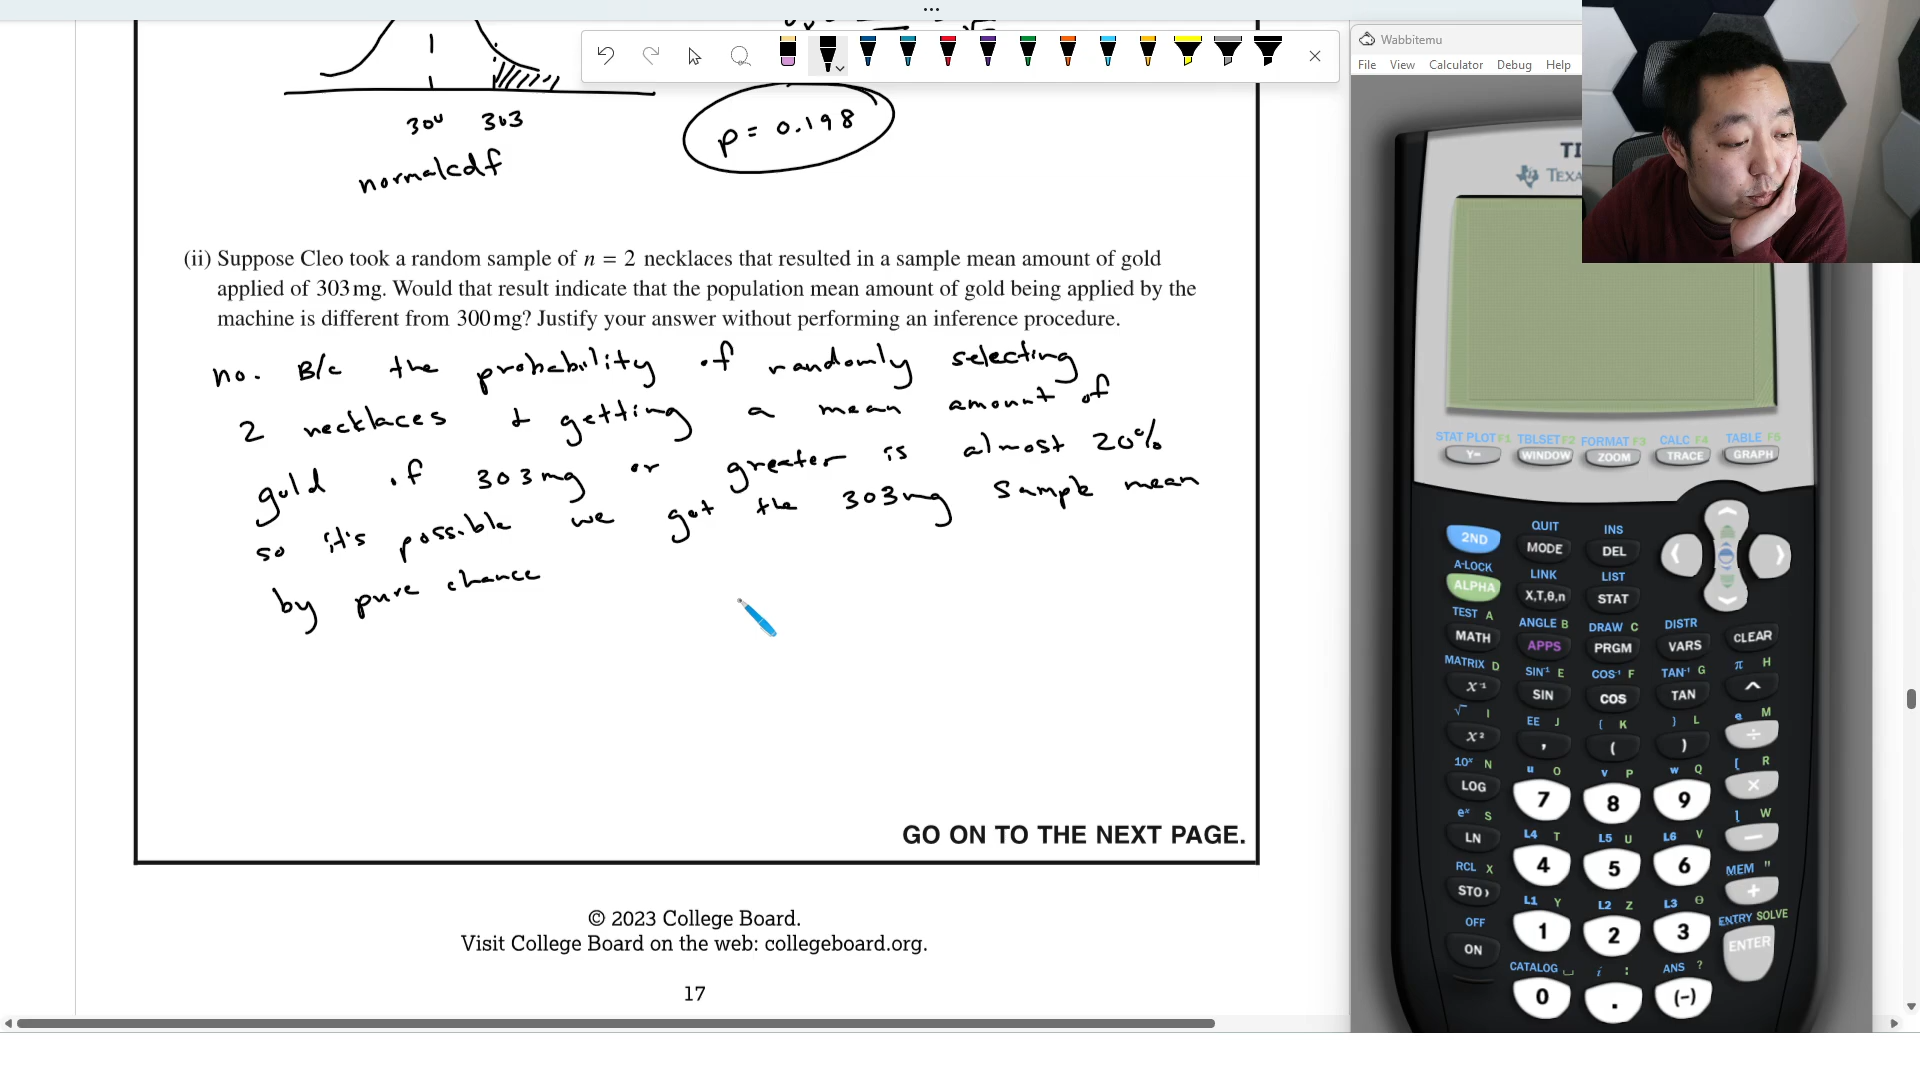 ...
Wabbitemu
File View Calculator Debug Help
300 303
p = 0.198
normalcdf
(ii) Suppose Cleo took a random sample of n = 2 necklaces that resulted in a sample mean amount of gold
applied of 303 mg. Would that result indicate that the population mean amount of gold being applied by the
machine is different from 300 mg? Justify your answer without performing an inference procedure.
no. B/c the probability of randomly selecting
2 necklaces & getting a mean amount of
gold of 303mg or greater is almost 20%
so it's possible we got the 303mg sample mean
by pure chance
GO ON TO THE NEXT PAGE.
© 2023 College Board.
Visit College Board on the web: collegeboard.org.
17
TI
TEXA
STAT PLOT F1 TBLSET F2 FORMAT F3 CALC F4 TABLE F5
Y= WINDOW ZOOM TRACE GRAPH
QUIT INS
2ND MODE DEL
A-LOCK LINK LIST
ALPHA X,T,θ,n STAT
TEST A ANGLE B DRAW C DISTR
MATH APPS PRGM VARS CLEAR
MATRIX D SIN⁻¹ E COS⁻¹ F TAN⁻¹ G π H
X⁻¹ SIN COS TAN ^
√ I EE J { K } L e M
X² , ( ) ÷
10ˣ N u O v P w Q [ R
LOG 7 8 9 ×
eˣ S L4 T L5 U L6 V ] W
LN 4 5 6 −
RCL X L1 Y L2 Z L3 θ MEM "
STO› 1 2 3 +
OFF CATALOG ⎵ i : ANS ? ENTRY SOLVE
ON 0 . (-) ENTER